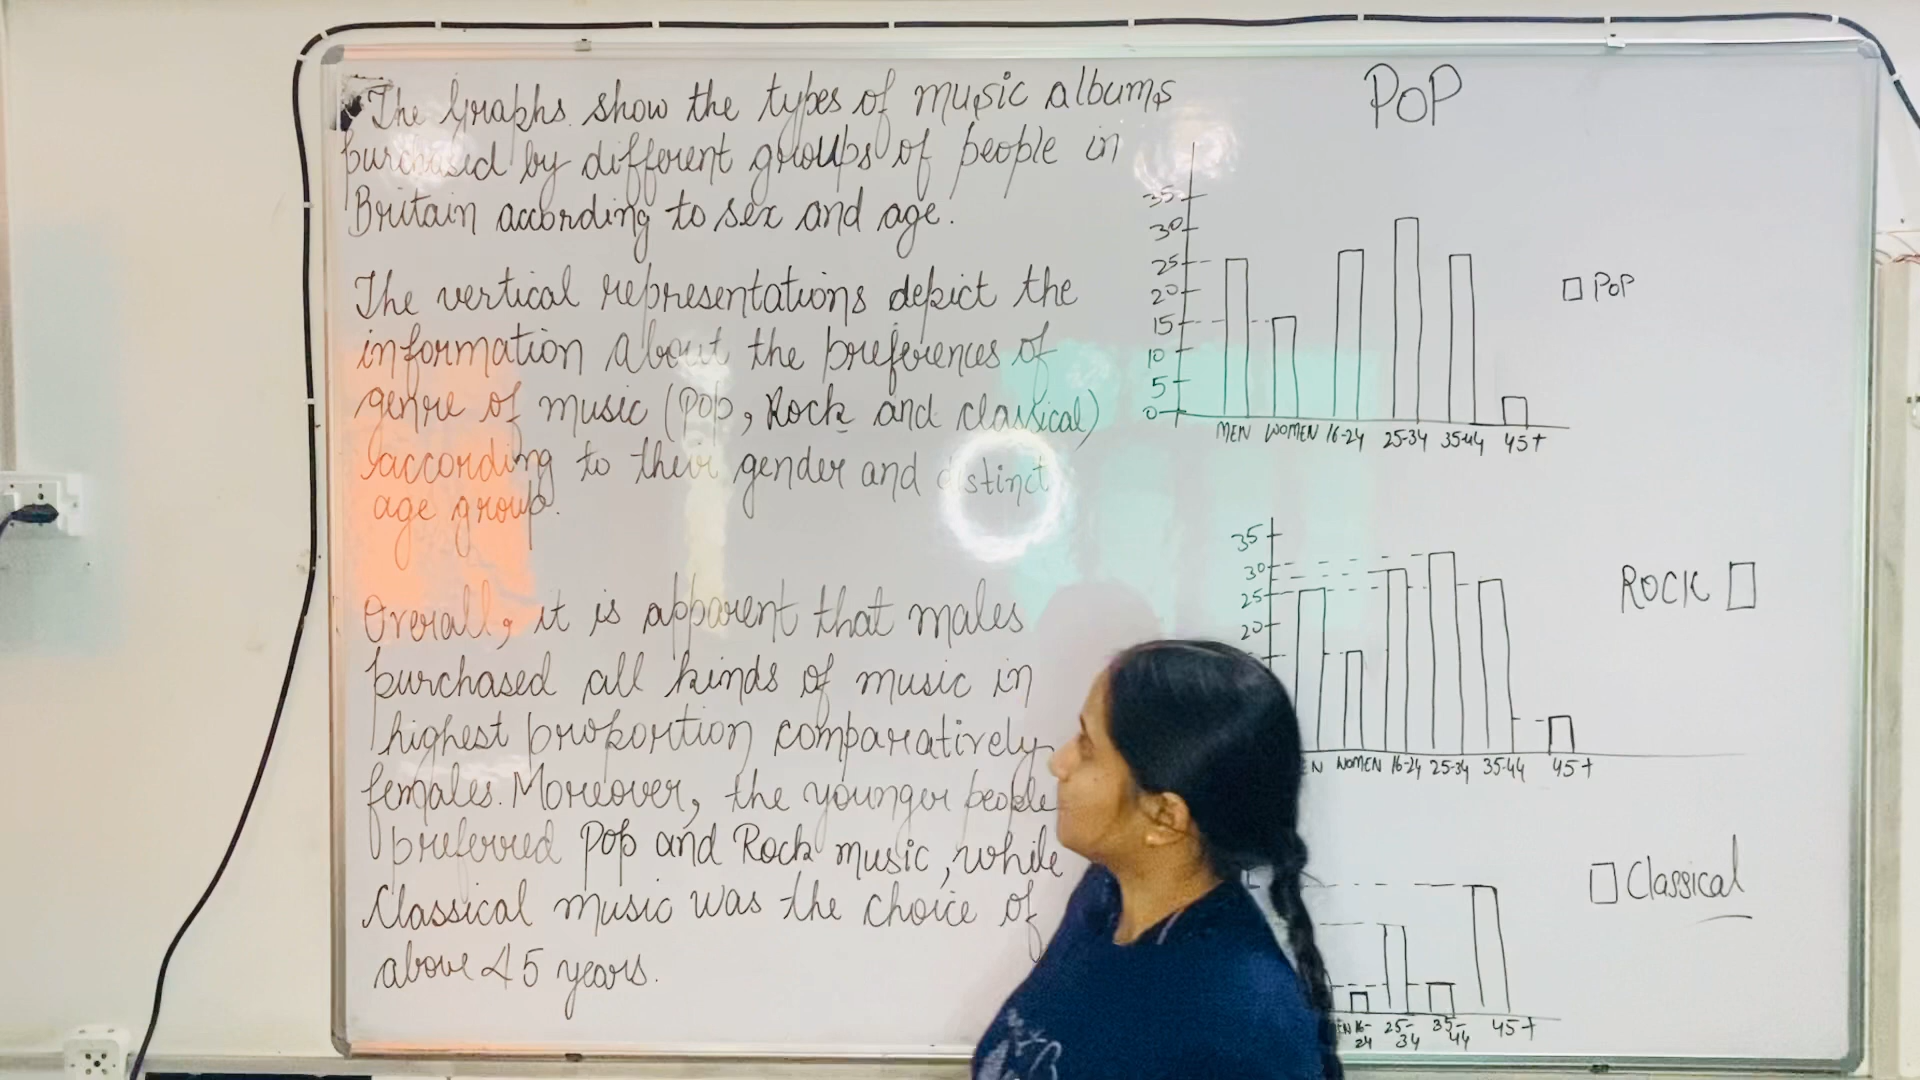 The Graphs show the types of music albums
purchased by different groups of people in
Britain according to sex and age.
The vertical representations depict the
information about the preferences of
genre of music (Pop, Rock and classical)
according to their gender and distinct
age group.
Overall, it is apparent that males
purchased all kinds of music in
highest proportion comparatively
females. Moreover, the younger people
preferred Pop and Rock music, while
Classical music was the choice of
above 45 years.
POP
35
30
25
20
15
10
5
0
MEN WOMEN 16-24 25-34 35-44 45+
POP
35
30
25
20
WOMEN 16-24 25-34 35-44 45+
ROCK
16-24 25-34 35-44 45+
Classical